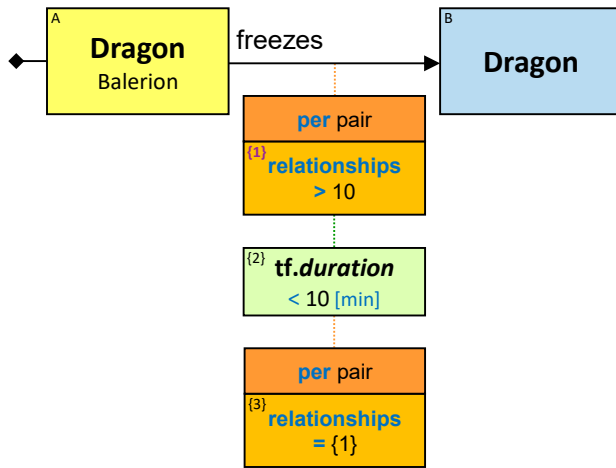 A
Dragon
Balerion
freezes
B
Dragon
per pair
{1}
relationships
> 10
{2}
tf.duration
< 10 [min]
per pair
{3}
relationships
= {1}